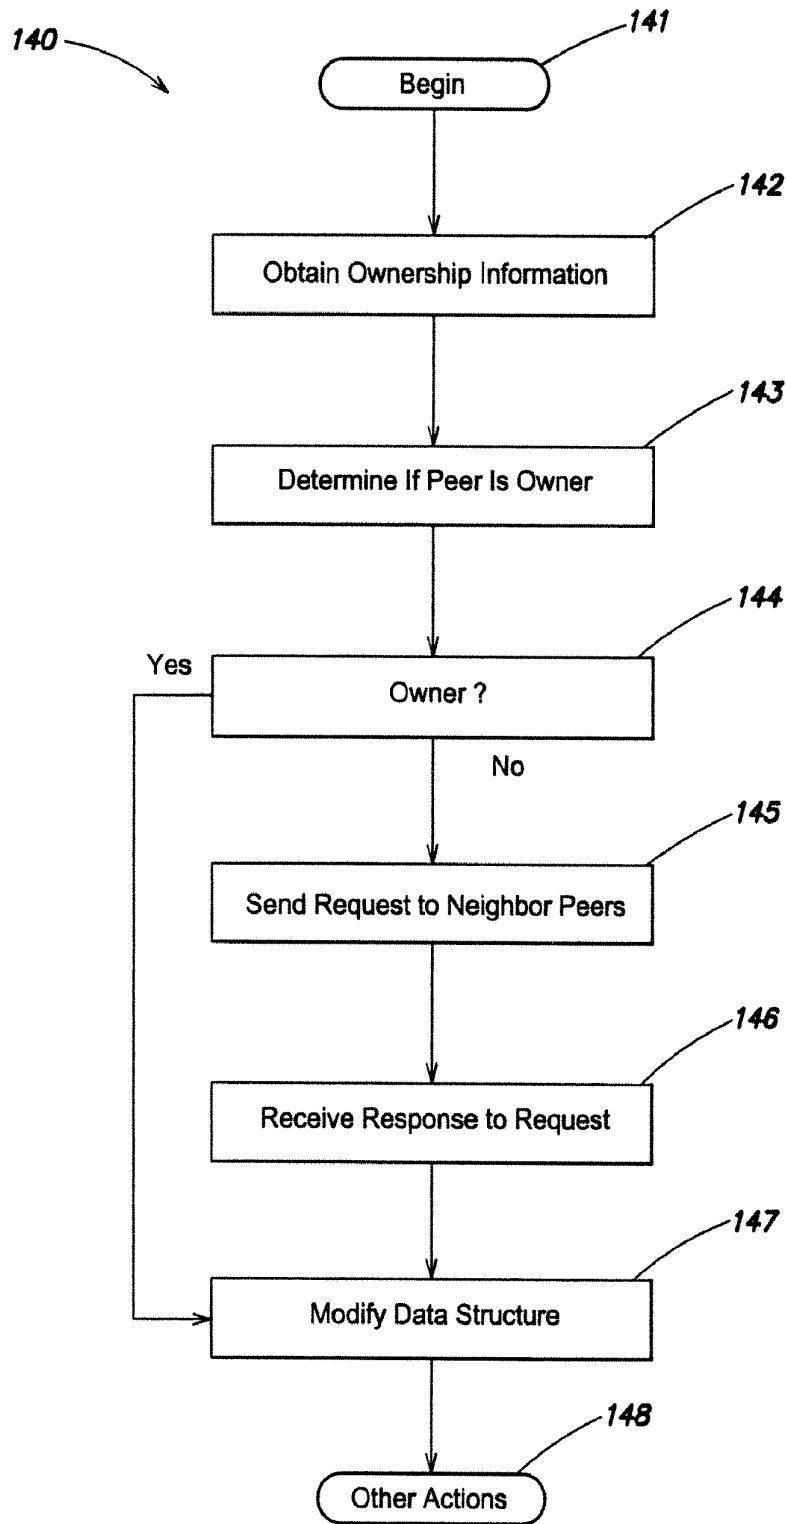 140
141
Begin
142
Obtain Ownership Information
143
Determine If Peer Is Owner
144
Yes
Owner ?
No
145
Send Request to Neighbor Peers
146
Receive Response to Request
147
Modify Data Structure
148
Other Actions